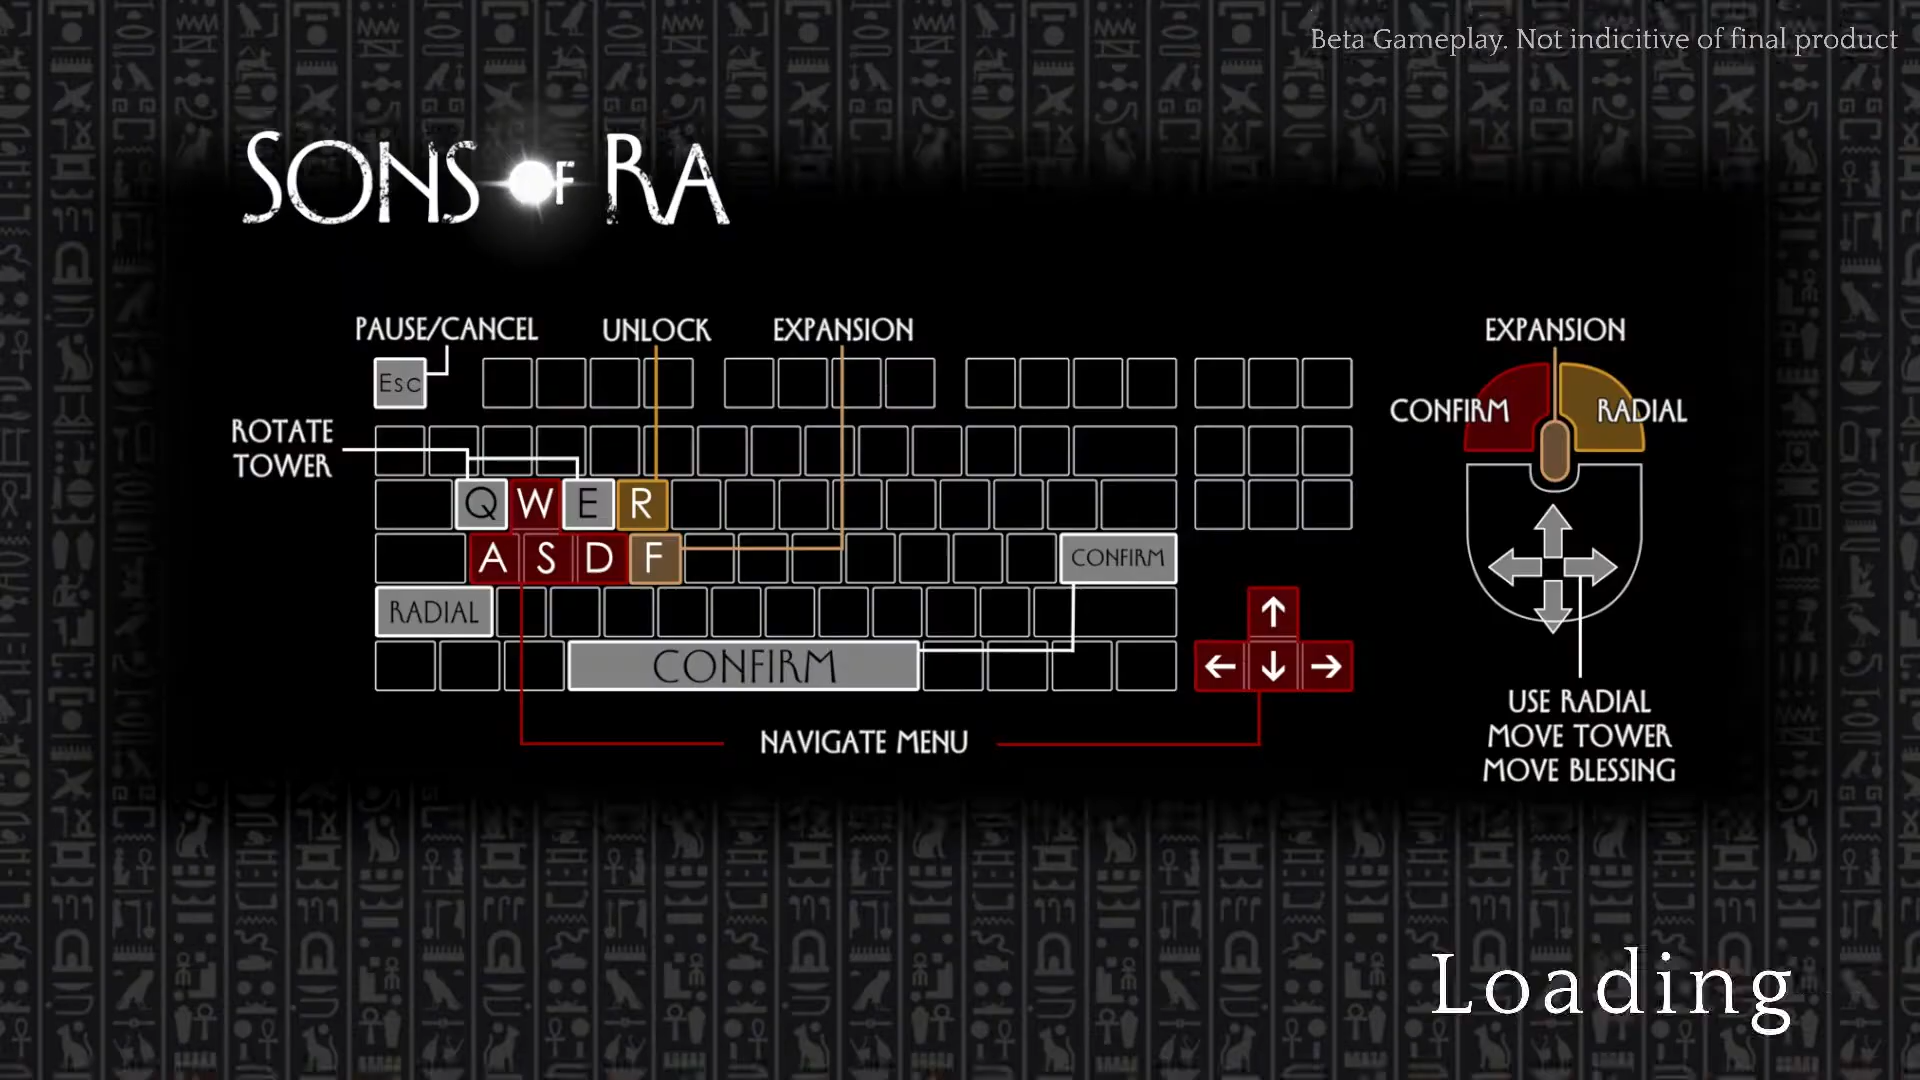 Beta Gameplay. Not indicitive of final product
SONS OF RA
PAUSE/CANCEL
UNLOCK
EXPANSION
EXPANSION
Esc
CONFIRM
RADIAL
ROTATE
TOWER
Q W E R
A S D F
CONFIRM
RADIAL
CONFIRM
NAVIGATE MENU
USE RADIAL
MOVE TOWER
MOVE BLESSING
Loading